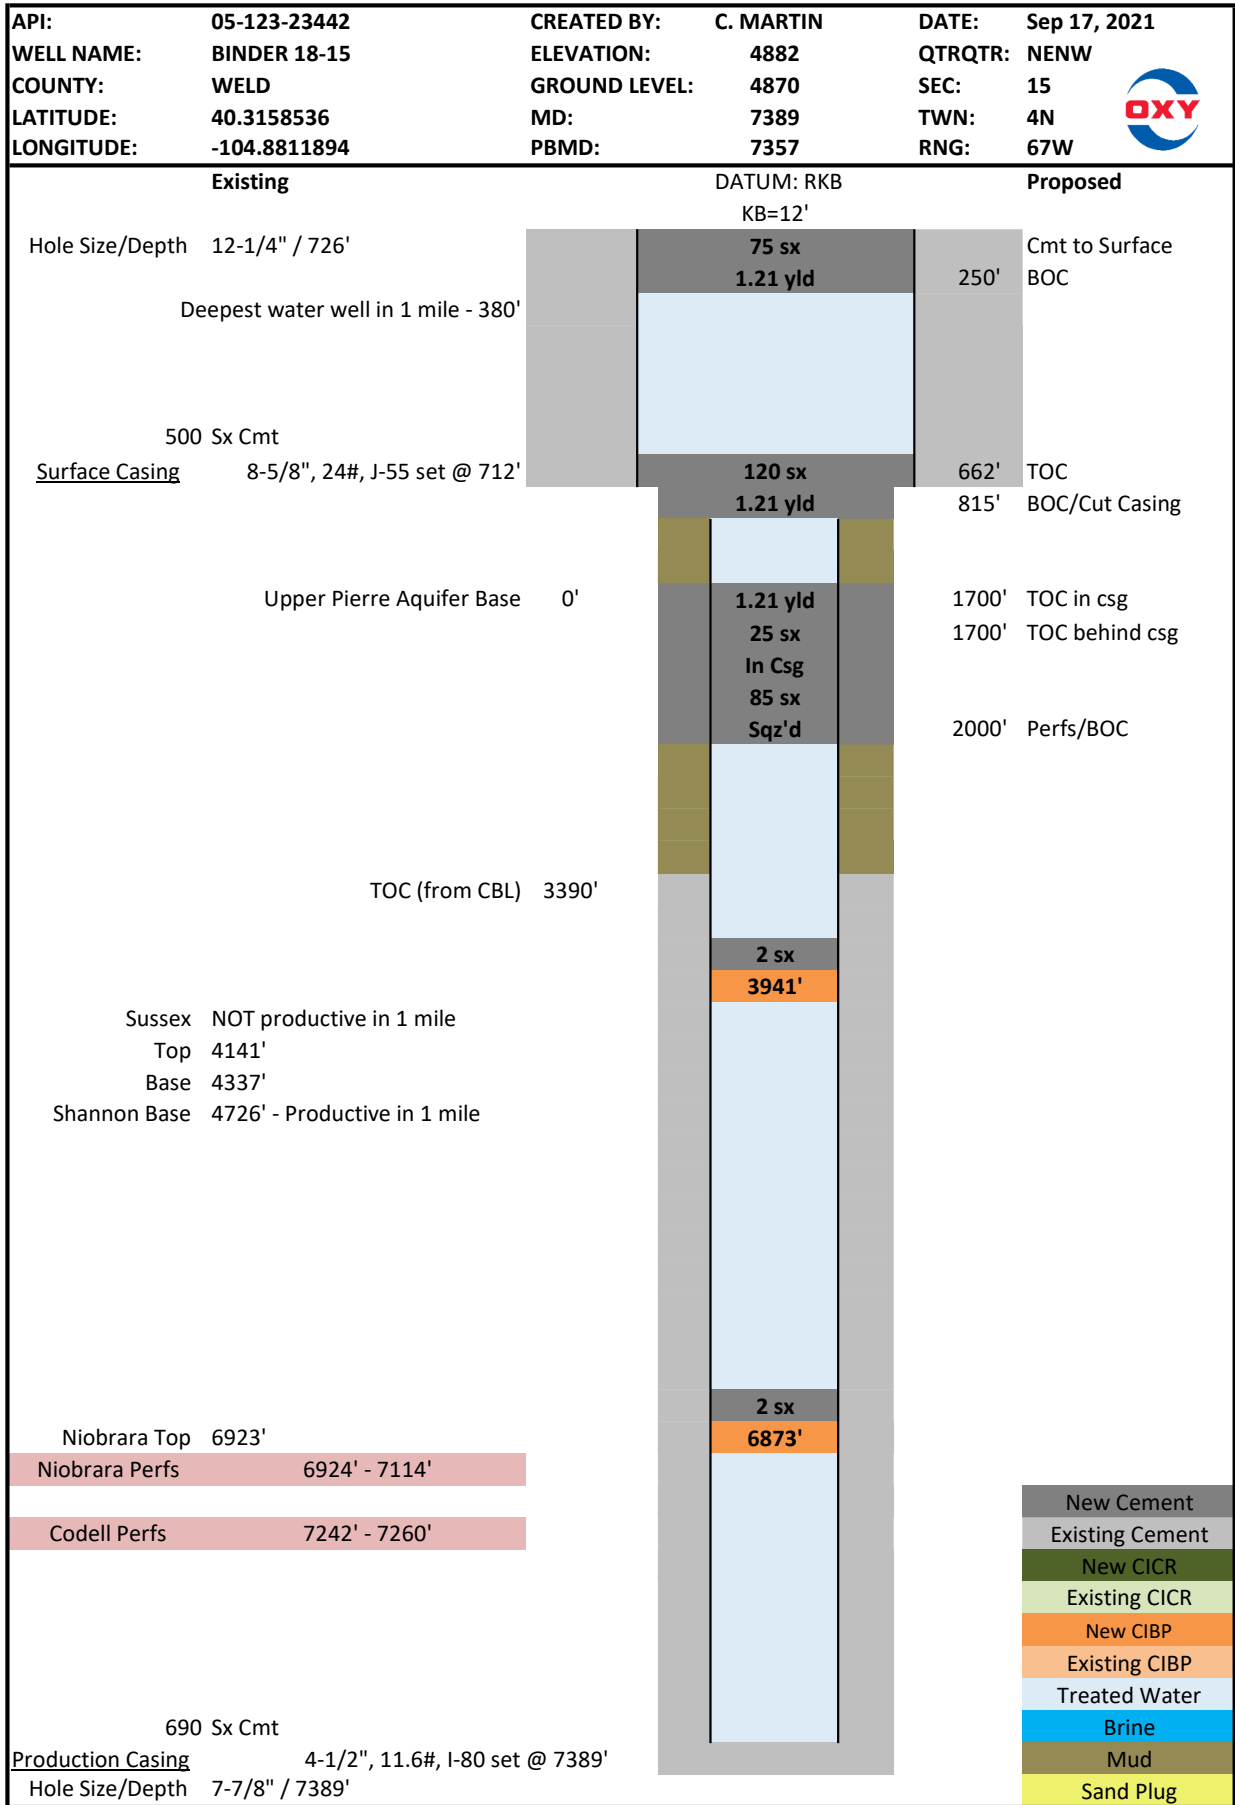 API: 05-123-23442 CREATED BY: C. MARTIN DATE: Sep 17, 2021
WELL NAME: BINDER 18-15 ELEVATION: 4882 QTRQTR: NENW
COUNTY: WELD GROUND LEVEL: 4870 SEC: 15
LATITUDE: 40.3158536 MD: 7389 TWN: 4N
LONGITUDE: -104.8811894 PBMD: 7357 RNG: 67W
OXY
Existing DATUM: RKB Proposed
KB=12'
Hole Size/Depth 12-1/4" / 726' 75 sx Cmt to Surface
1.21 yld 250' BOC
Deepest water well in 1 mile - 380'
500 Sx Cmt
Surface Casing 8-5/8", 24#, J-55 set @ 712' 120 sx 662' TOC
1.21 yld 815' BOC/Cut Casing
Upper Pierre Aquifer Base 0' 1.21 yld 1700' TOC in csg
25 sx 1700' TOC behind csg
In Csg
85 sx
Sqz'd 2000' Perfs/BOC
TOC (from CBL) 3390'
2 sx
3941'
Sussex NOT productive in 1 mile
Top 4141'
Base 4337'
Shannon Base 4726' - Productive in 1 mile
2 sx
Niobrara Top 6923' 6873'
Niobrara Perfs 6924' - 7114'
New Cement
Codell Perfs 7242' - 7260' Existing Cement
New CICR
Existing CICR
New CIBP
Existing CIBP
Treated Water
690 Sx Cmt Brine
Production Casing 4-1/2", 11.6#, I-80 set @ 7389' Mud
Hole Size/Depth 7-7/8" / 7389' Sand Plug